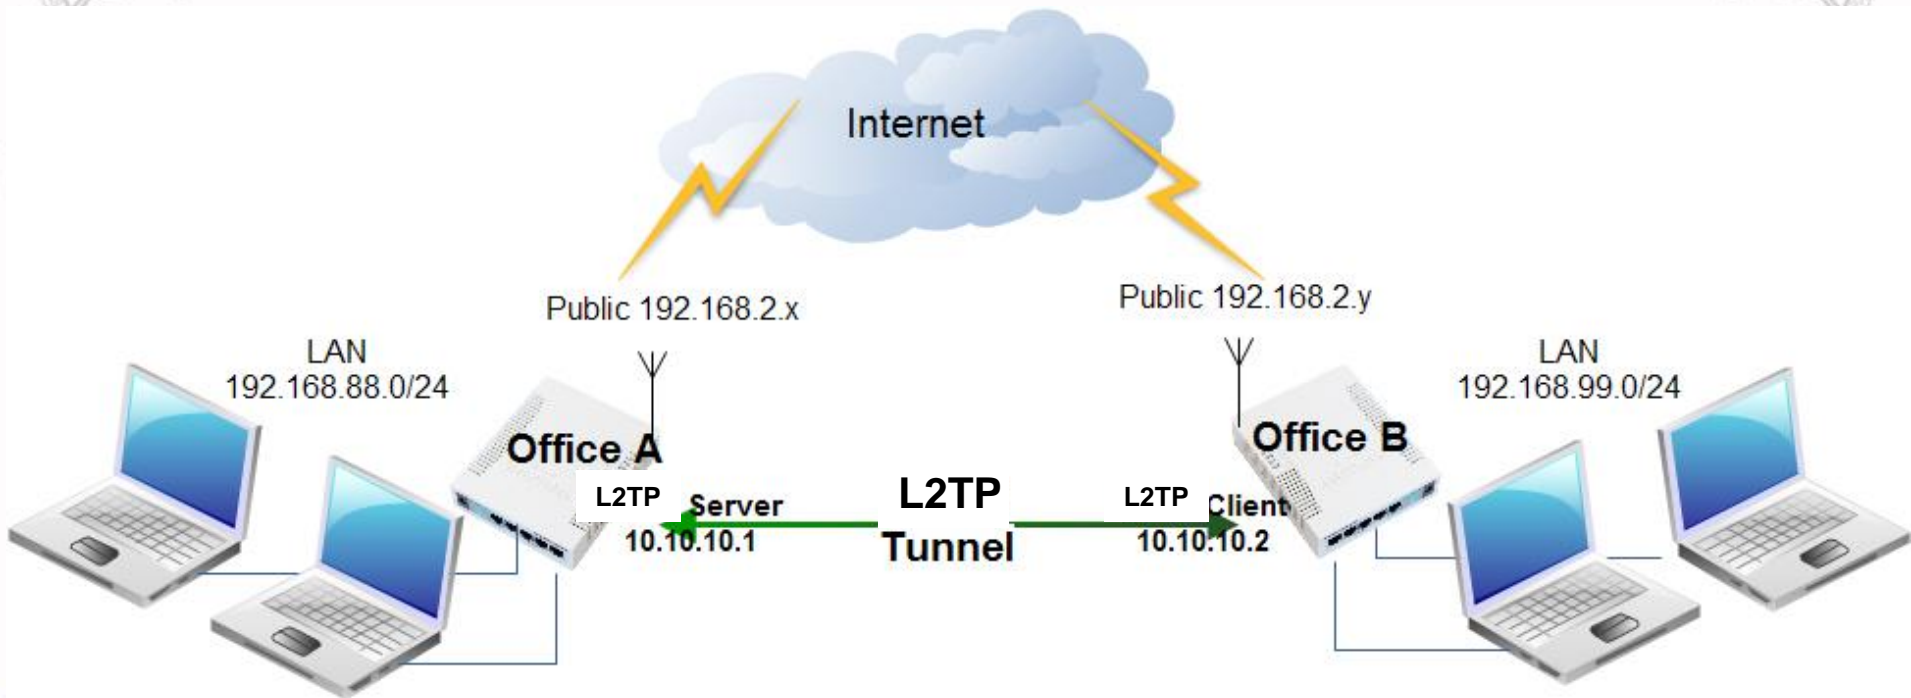 Internet
Public 192.168.2.x
Public 192.168.2.y
LAN
192.168.88.0/24
LAN
192.168.99.0/24
Office A
Office B
L2TP Server
10.10.10.1
L2TP
Tunnel
L2TP Client
10.10.10.2